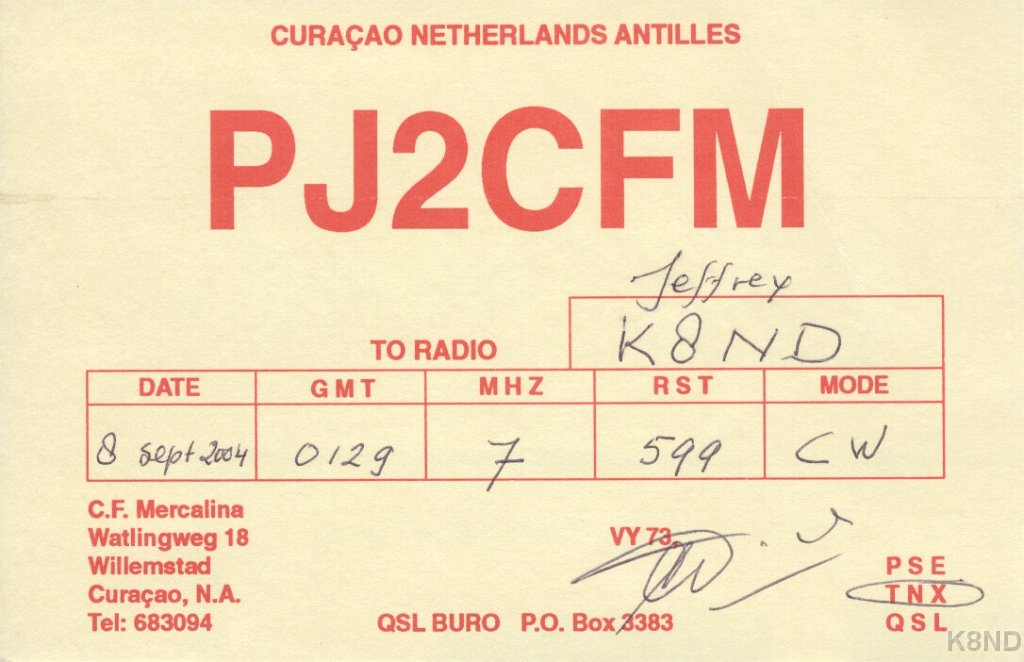 CURAÇAO NETHERLANDS ANTILLES
PJ2CFM
Jeffrey
TO RADIO K8ND
DATE GMT MHZ RST MODE
8 Sept 2004 0129 7 599 CW
C.F. Mercalina
Watlingweg 18
Willemstad
Curaçao, N.A.
Tel: 683094
VY 73,
QSL BURO P.O. Box 3383
PSE
TNX
QSL
K8ND